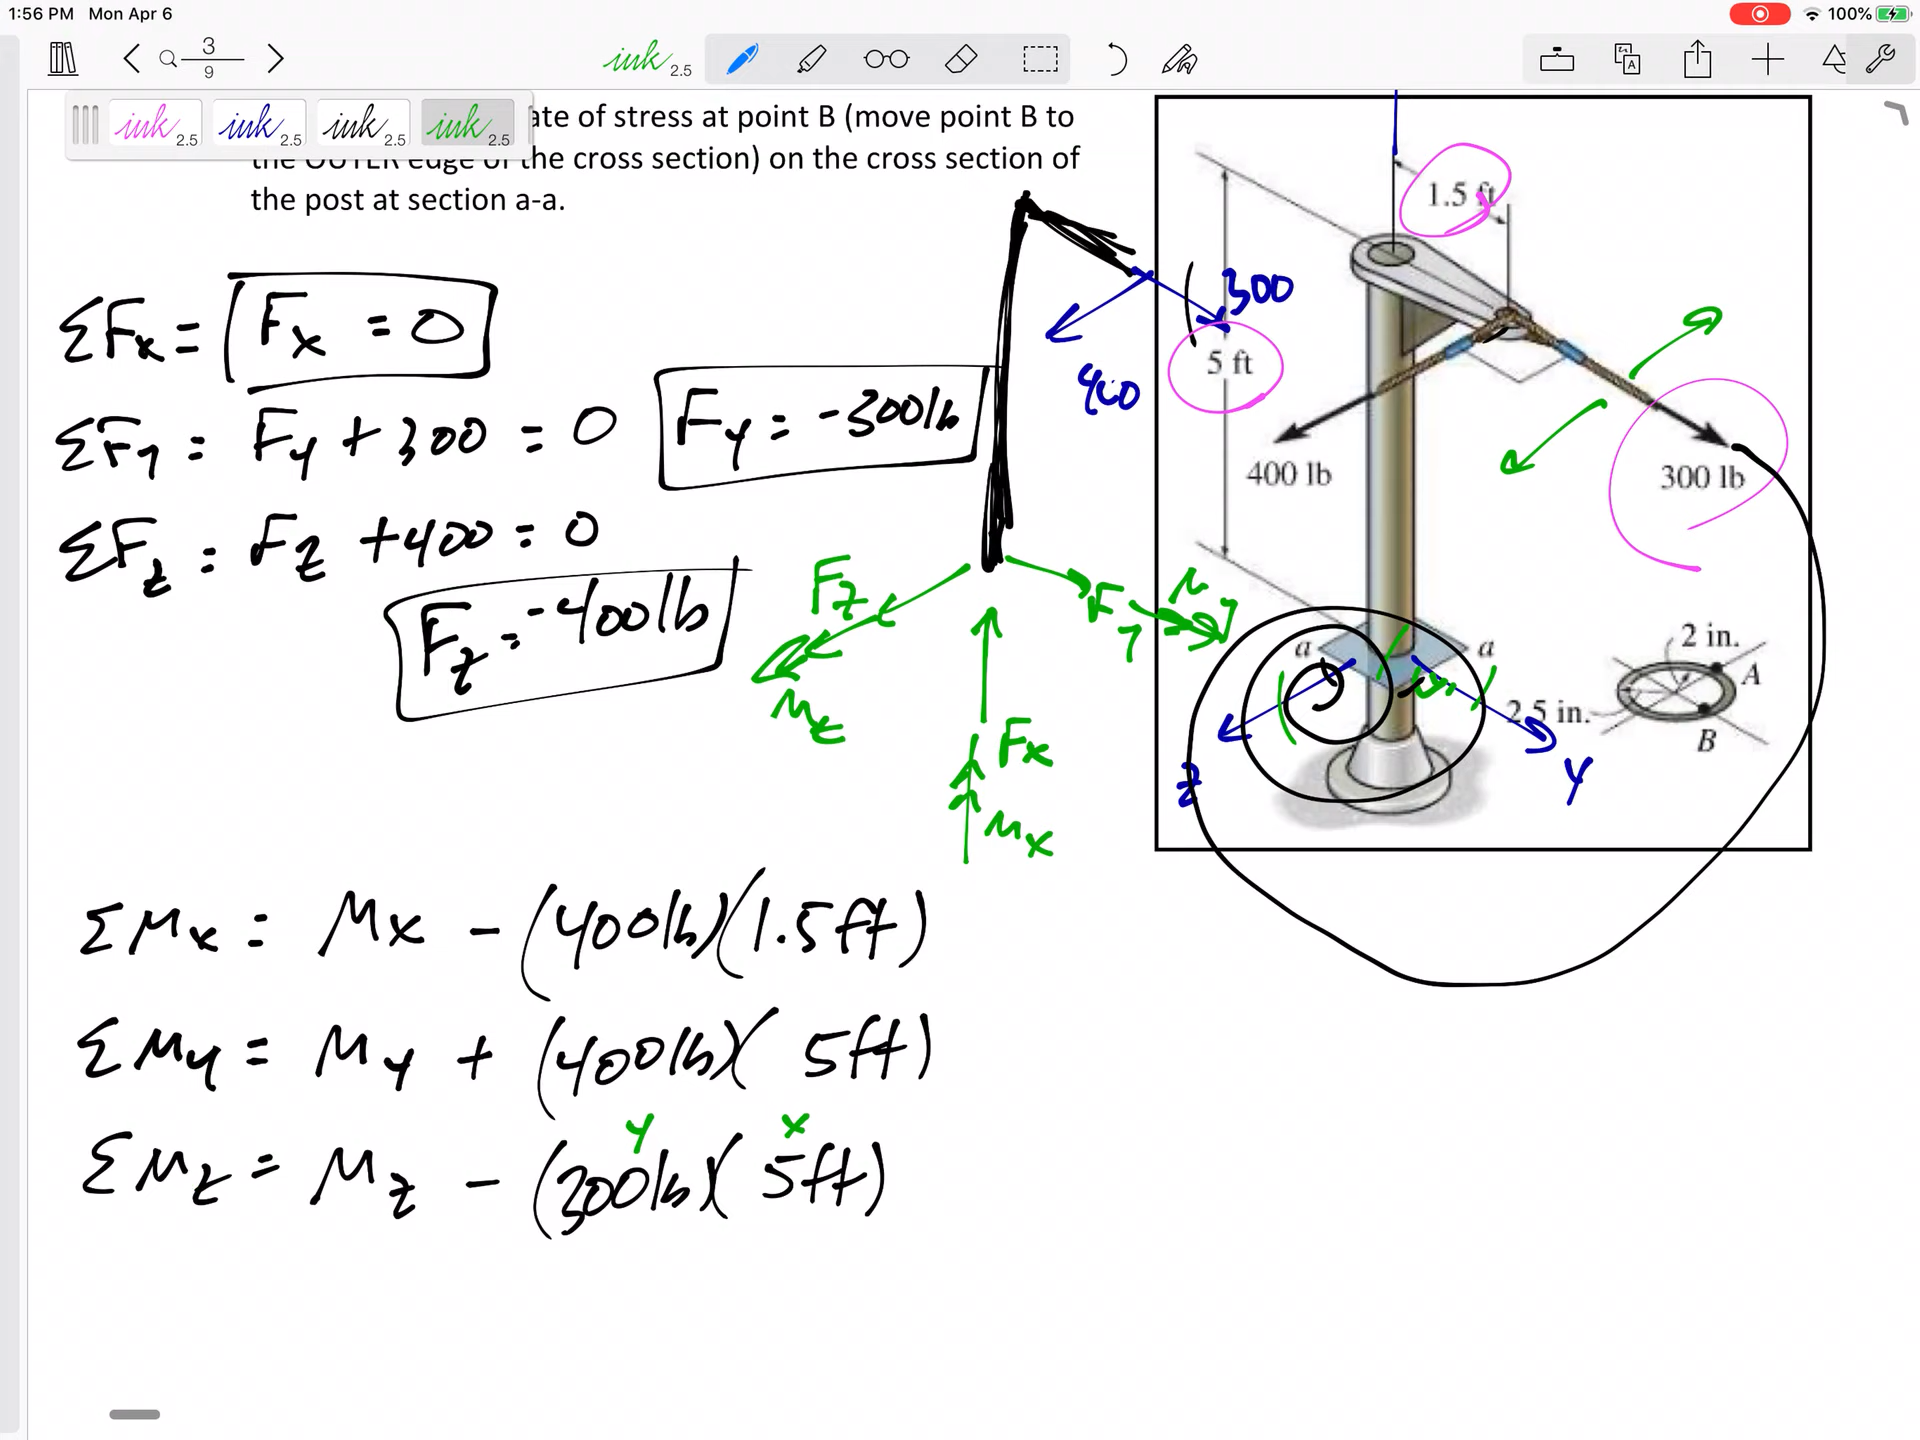 1:56 PM Mon Apr 6
100%
3
9
ink 2.5
ink 2.5
ink 2.5
ink 2.5
ink 2.5
ate of stress at point B (move point B to
the OUTER edge of the cross section) on the cross section of
the post at section a-a.
ΣFx = Fx = 0
ΣFy = Fy + 300 = 0
Fy = -300lb
ΣFz = Fz + 400 = 0
Fz = -400lb
300
400
Fz
Mz
Fy
My
Fx
Mx
1.5 ft
5 ft
400 lb
300 lb
a
a
2 in.
A
2.5 in.
B
z
y
ΣMx = Mx - (400lb)(1.5ft)
ΣMy = My + (400lb)( 5ft)
y x
ΣMz = Mz - (300lb)( 5ft)